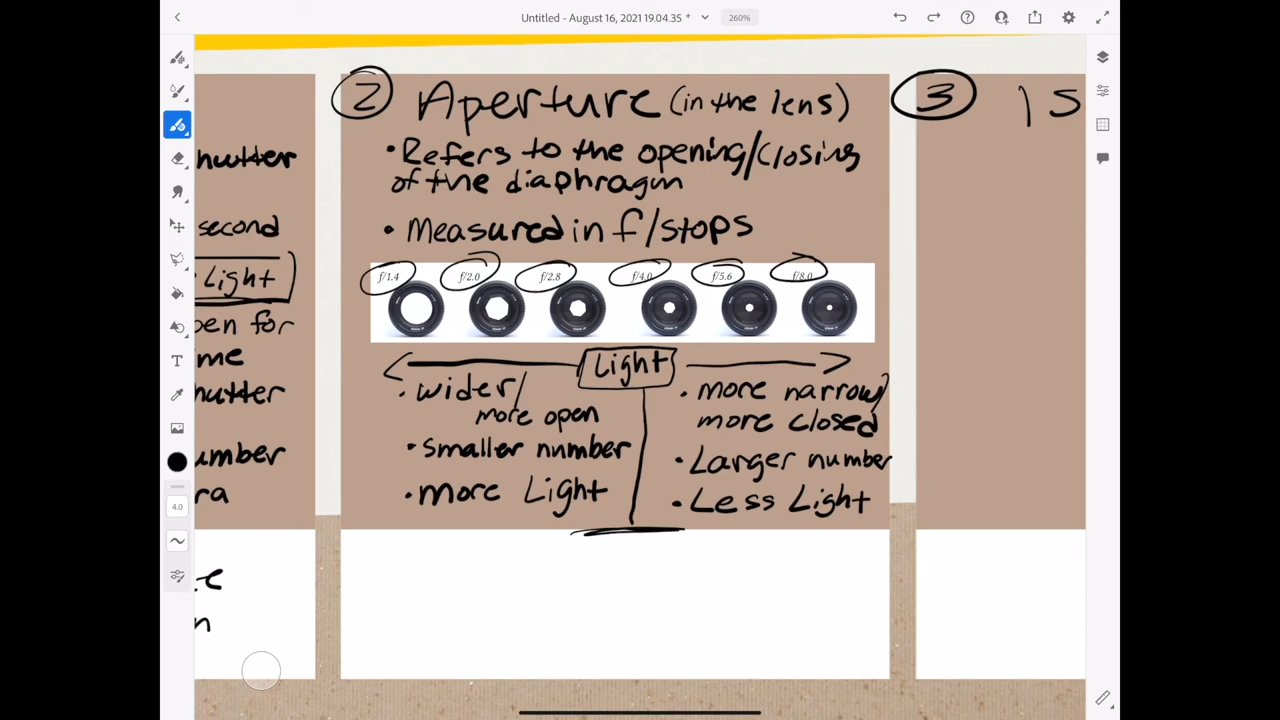 Untitled - August 16, 2021 19.04.35 *
260%
hutter
second
Light
pen for
me
hutter
umber
ra
n
2 Aperture (in the lens)
• Refers to the opening/closing
of the diaphragm
• Measured in f/stops
f/1.4 f/2.0 f/2.8 f/4.0 f/5.6 f/8.0
Light
• wider/
more open
• smaller number
• more Light
• more narrow/
more closed
• Larger number
• Less Light
3 IS
T
4.0